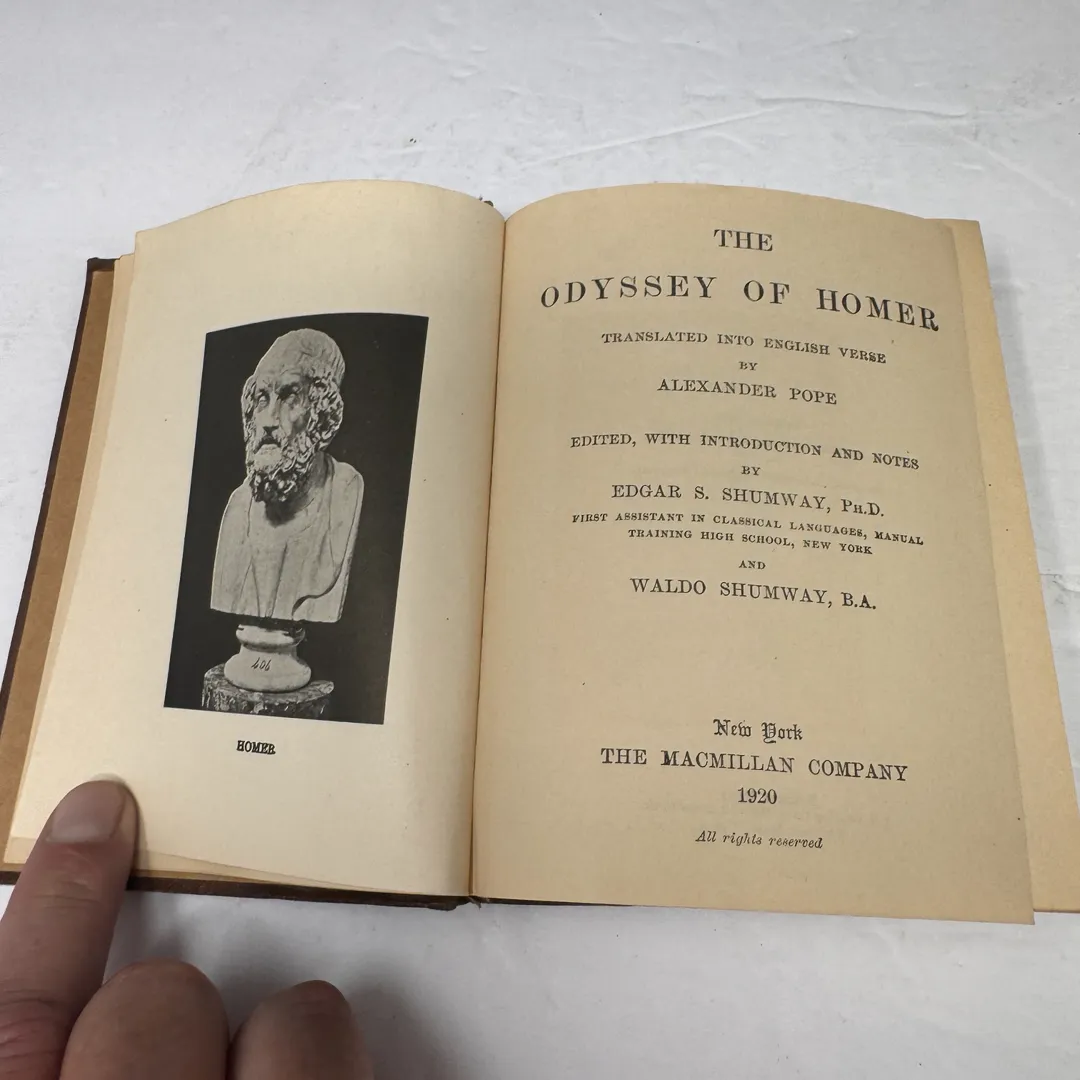 404
HOMER
THE
ODYSSEY OF HOMER
TRANSLATED INTO ENGLISH VERSE
BY
ALEXANDER POPE
EDITED, WITH INTRODUCTION AND NOTES
BY
EDGAR S. SHUMWAY, PH.D.
FIRST ASSISTANT IN CLASSICAL LANGUAGES, MANUAL
TRAINING HIGH SCHOOL, NEW YORK
AND
WALDO SHUMWAY, B.A.
New York
THE MACMILLAN COMPANY
1920
All rights reserved